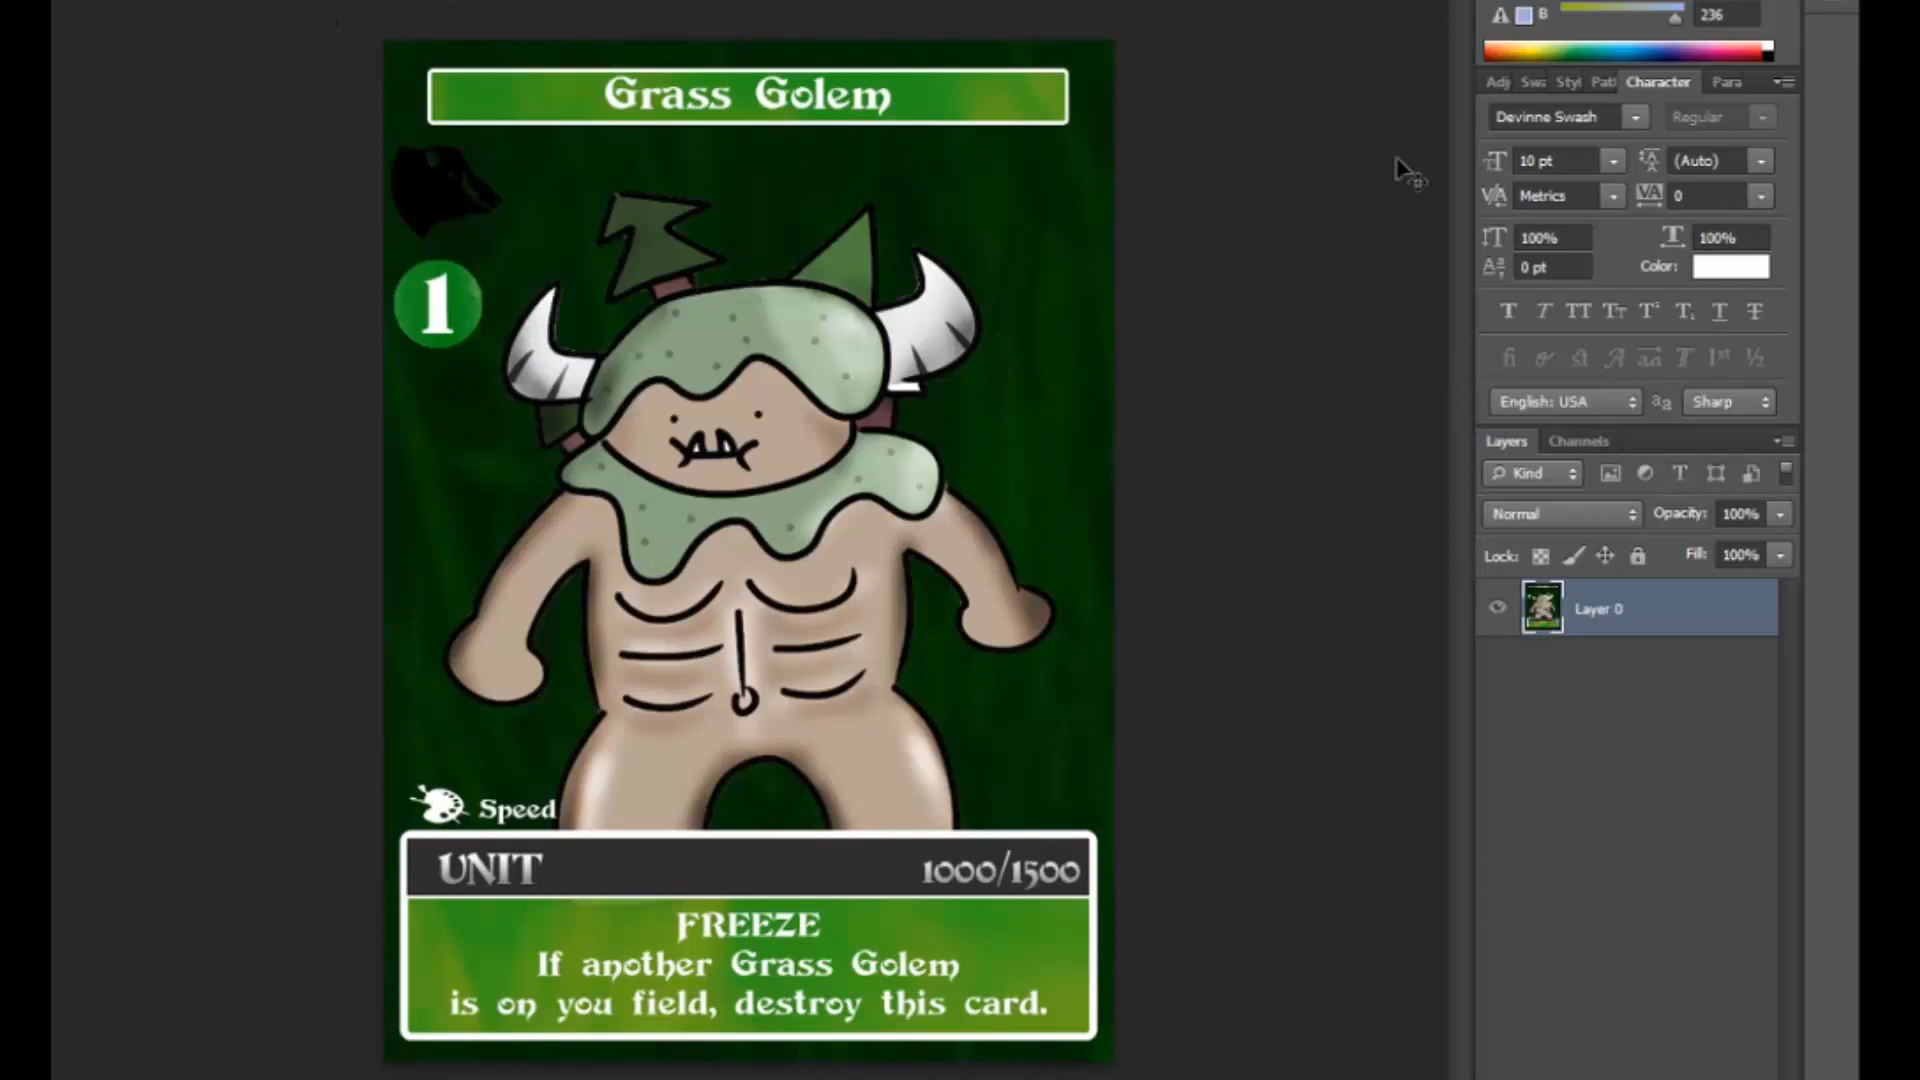 Grass Golem
1
Speed
UNIT 1000/1500
FREEZE
If another Grass Golem
is on you field, destroy this card.
B 236
Adj Swa Styl Patl Character Para
Devinne Swash Regular
10 pt (Auto)
Metrics 0
100% 100%
0 pt Color:
English: USA Sharp
Layers Channels
Kind
Normal Opacity: 100%
Lock: Fill: 100%
Layer 0